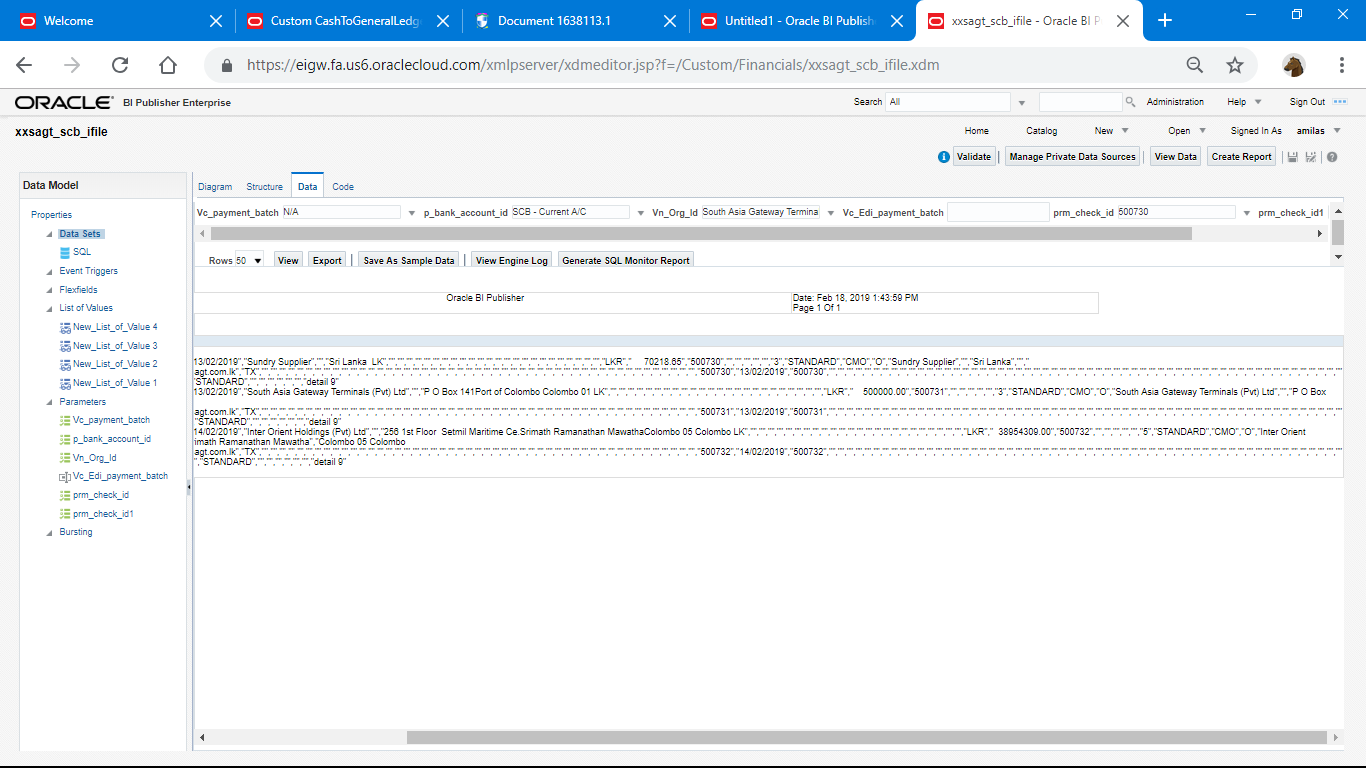 Welcome
Custom CashToGeneralLedg
Document 1638113.1
Untitled1 - Oracle BI Publish
xxsagt_scb_ifile - Oracle BI P
https://eigw.fa.us6.oraclecloud.com/xmlpserver/xdmeditor.jsp?f=/Custom/Financials/xxsagt_scb_ifile.xdm
ORACLE BI Publisher Enterprise
Search All
Administration Help Sign Out
xxsagt_scb_ifile
Home Catalog New Open Signed In As amilas
Validate Manage Private Data Sources View Data Create Report
Data Model
Diagram Structure Data Code
Properties
Data Sets
SQL
Event Triggers
Flexfields
List of Values
New_List_of_Value 4
New_List_of_Value 3
New_List_of_Value 2
New_List_of_Value 1
Parameters
Vc_payment_batch
p_bank_account_id
Vn_Org_Id
Vc_Edi_payment_batch
prm_check_id
prm_check_id1
Bursting
Vc_payment_batch N/A p_bank_account_id SCB - Current A/C Vn_Org_Id South Asia Gateway Termina Vc_Edi_payment_batch prm_check_id 500730 prm_check_id1
Rows 50 View Export Save As Sample Data View Engine Log Generate SQL Monitor Report
Oracle BI Publisher
Date: Feb 18, 2019 1:43:59 PM
Page 1 Of 1
13/02/2019","Sundry Supplier","","Sri Lanka LK"
"LKR"," 70218.65","500730","","","","","","3","STANDARD","CMO","O","Sundry Supplier","","Sri Lanka","","
agt.com.lk","TX"
"500730","13/02/2019","500730"
"STANDARD","","","","","","","detail 9"
13/02/2019","South Asia Gateway Terminals (Pvt) Ltd","","P O Box 141Port of Colombo Colombo 01 LK"
"LKR"," 500000.00","500731","","","","","","3","STANDARD","CMO","O","South Asia Gateway Terminals (Pvt) Ltd","","P O Box
agt.com.lk","TX"
"500731","13/02/2019","500731"
"STANDARD","","","","","","","detail 9"
14/02/2019","Inter Orient Holdings (Pvt) Ltd","","256 1st Floor Setmil Maritime Ce.Srimath Ramanathan MawathaColombo 05 Colombo LK"
"LKR"," 38954309.00","500732","","","","","","5","STANDARD","CMO","O","Inter Orient
imath Ramanathan Mawatha","Colombo 05 Colombo
agt.com.lk","TX"
"500732","14/02/2019","500732"
","STANDARD","","","","","","","detail 9"